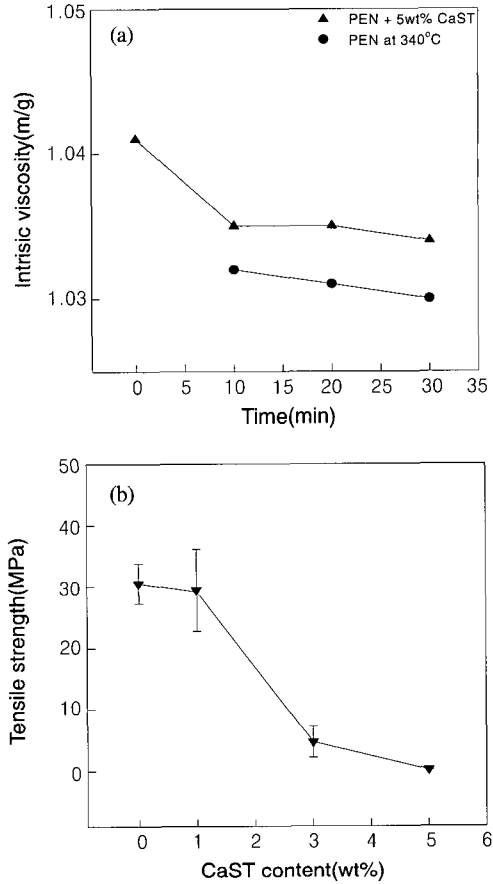 (a)
▲ PEN + 5wt% CaST
● PEN at 340°C
Intrisic viscosity(m/g)
1.05
1.04
1.03
0 5 10 15 20 25 30 35
Time(min)
(b)
Tensile strength(MPa)
50
40
30
20
10
0
0 1 2 3 4 5 6
CaST content(wt%)